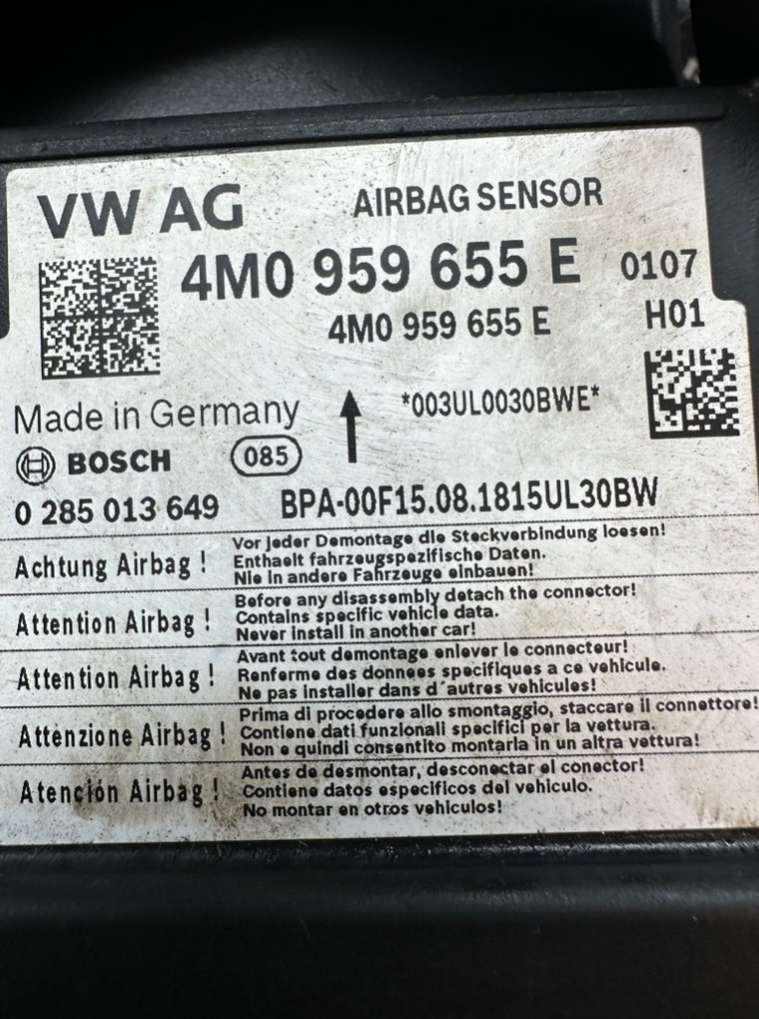 VW AG
AIRBAG SENSOR
4M0 959 655 E 0107
4M0 959 655 E H01
Made in Germany
*003UL0030BWE*
BOSCH 085
0 285 013 649 BPA-00F15.08.1815UL30BW
Achtung Airbag !
Vor jeder Demontage die Steckverbindung loesen!
Enthaelt fahrzeugspezifische Daten.
Nie in andere Fahrzeuge einbauen!
Attention Airbag !
Before any disassembly detach the connector!
Contains specific vehicle data.
Never install in another car!
Attention Airbag !
Avant tout demontage enlever le connecteur!
Renferme des donnees specifiques a ce vehicule.
Ne pas installer dans d´autres vehicules!
Attenzione Airbag !
Prima di procedere allo smontaggio, staccare il connettore!
Contiene dati funzionali specifici per la vettura.
Non e quindi consentito montarla in un altra vettura!
Atención Airbag !
Antes de desmontar, desconectar el conector!
Contiene datos especificos del vehiculo.
No montar en otros vehiculos!